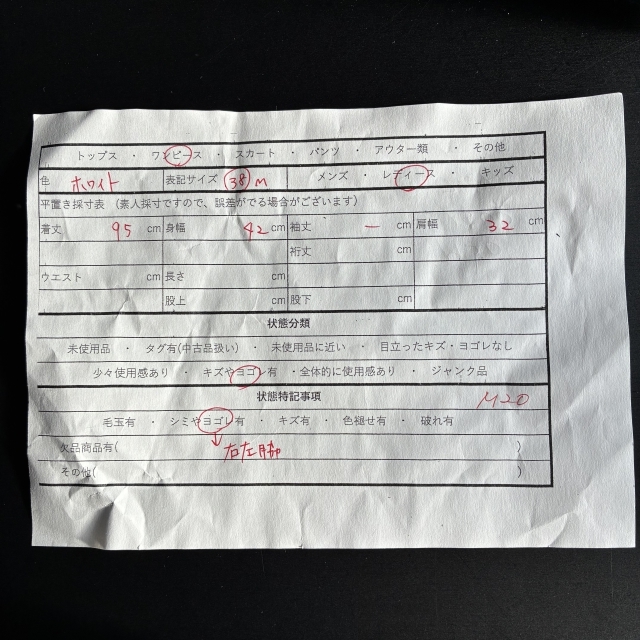 トップス ・ ワンピース ・ スカート ・ パンツ ・ アウター類 ・ その他
色 ホワイト 表記サイズ 38 M メンズ ・ レディース ・ キッズ
平置き採寸表 (素人採寸ですので、誤差がでる場合がございます)
着丈 95 cm 身幅 42 cm 袖丈 ー cm 肩幅 32 cm
裄丈 cm
ウエスト cm 長さ cm cm
股上 cm 股下 cm
状態分類
未使用品 ・ タグ有(中古品扱い) ・ 未使用品に近い ・ 目立ったキズ・ヨゴレなし
少々使用感あり ・ キズやヨゴレ有 ・全体的に使用感あり ・ ジャンク品
状態特記事項 M20
毛玉有 ・ シミやヨゴレ有 ・ キズ有 ・ 色褪せ有 ・ 破れ有
欠品商品有( 右左脇 )
その他( )